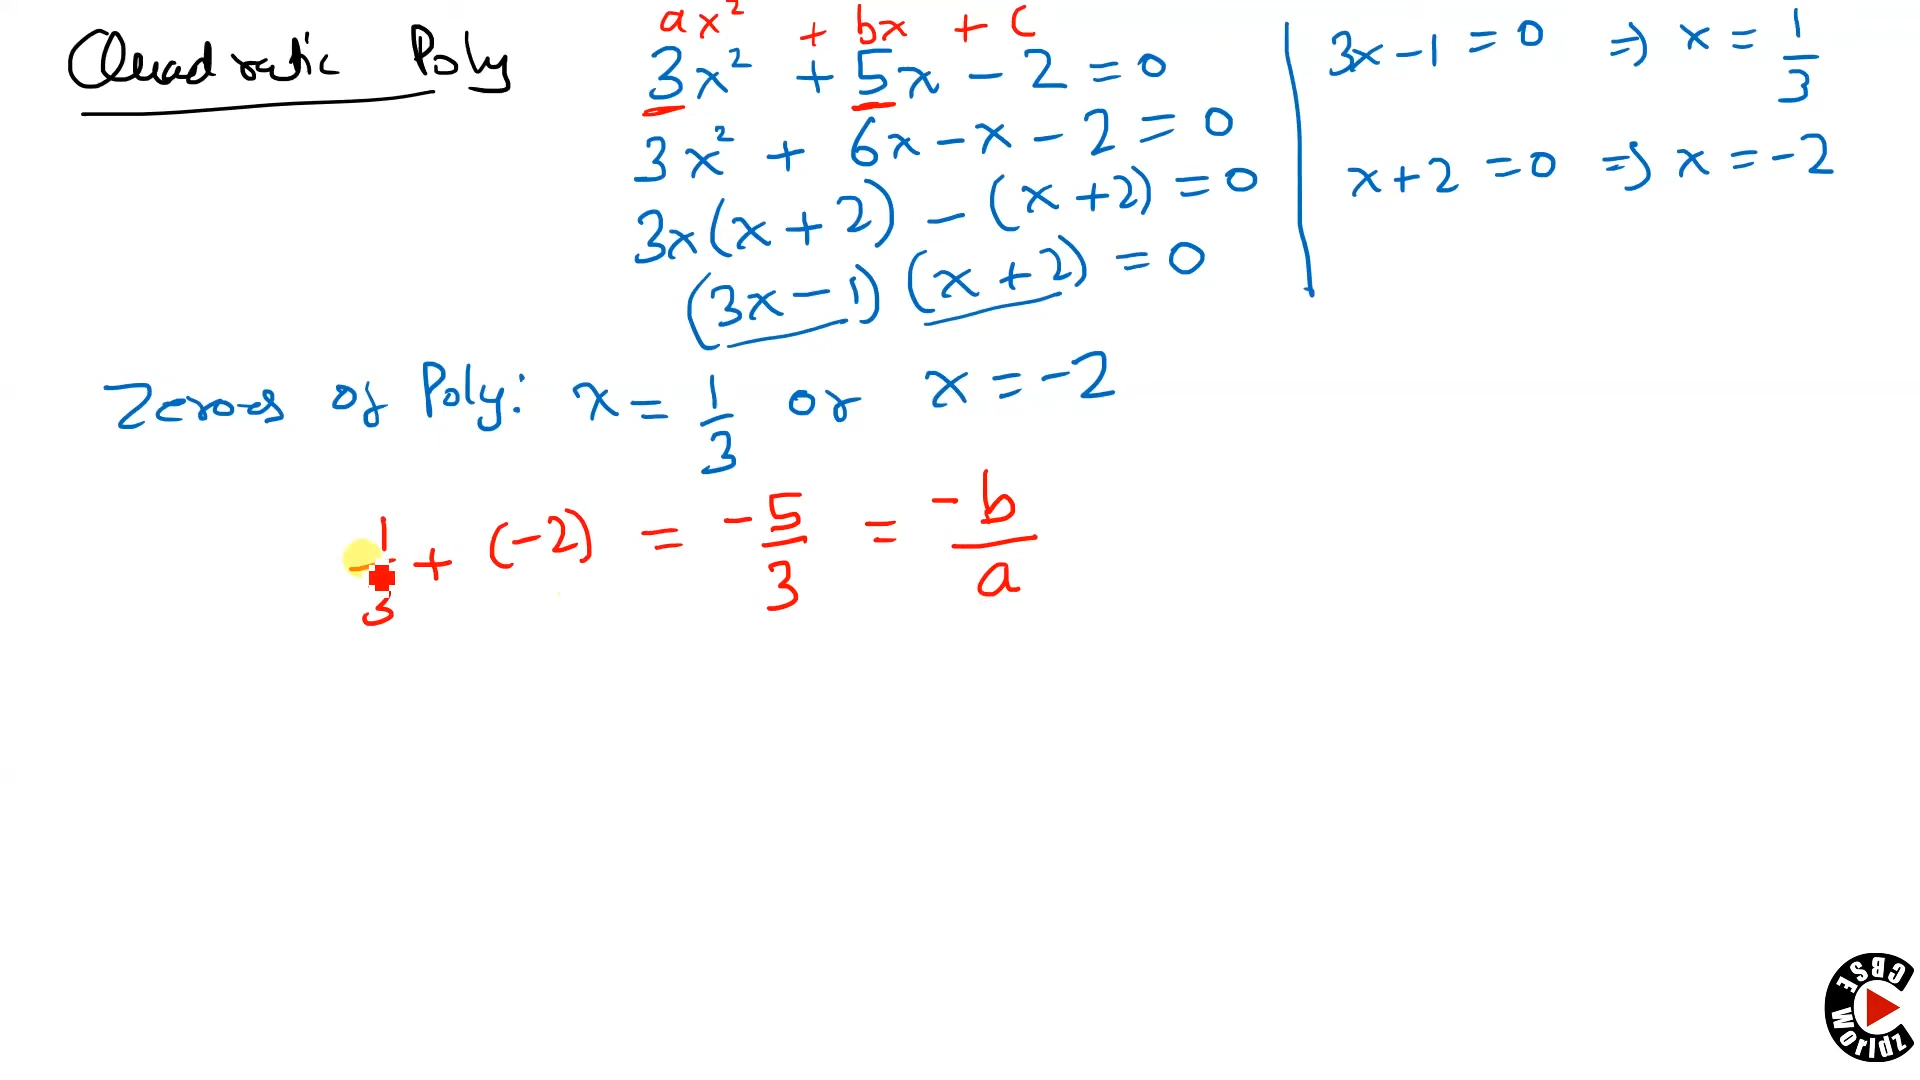 Quadratic Poly
ax² + bx + c
3x² + 5x - 2 = 0
3x² + 6x - x - 2 = 0
3x(x + 2) - (x + 2) = 0
(3x - 1) (x + 2) = 0
3x - 1 = 0 ⇒ x = 1/3
x + 2 = 0 ⇒ x = -2
Zeroes of Poly: x = 1/3 or x = -2
1/3 + (-2) = -5/3 = -b/a
CBSE Worldz